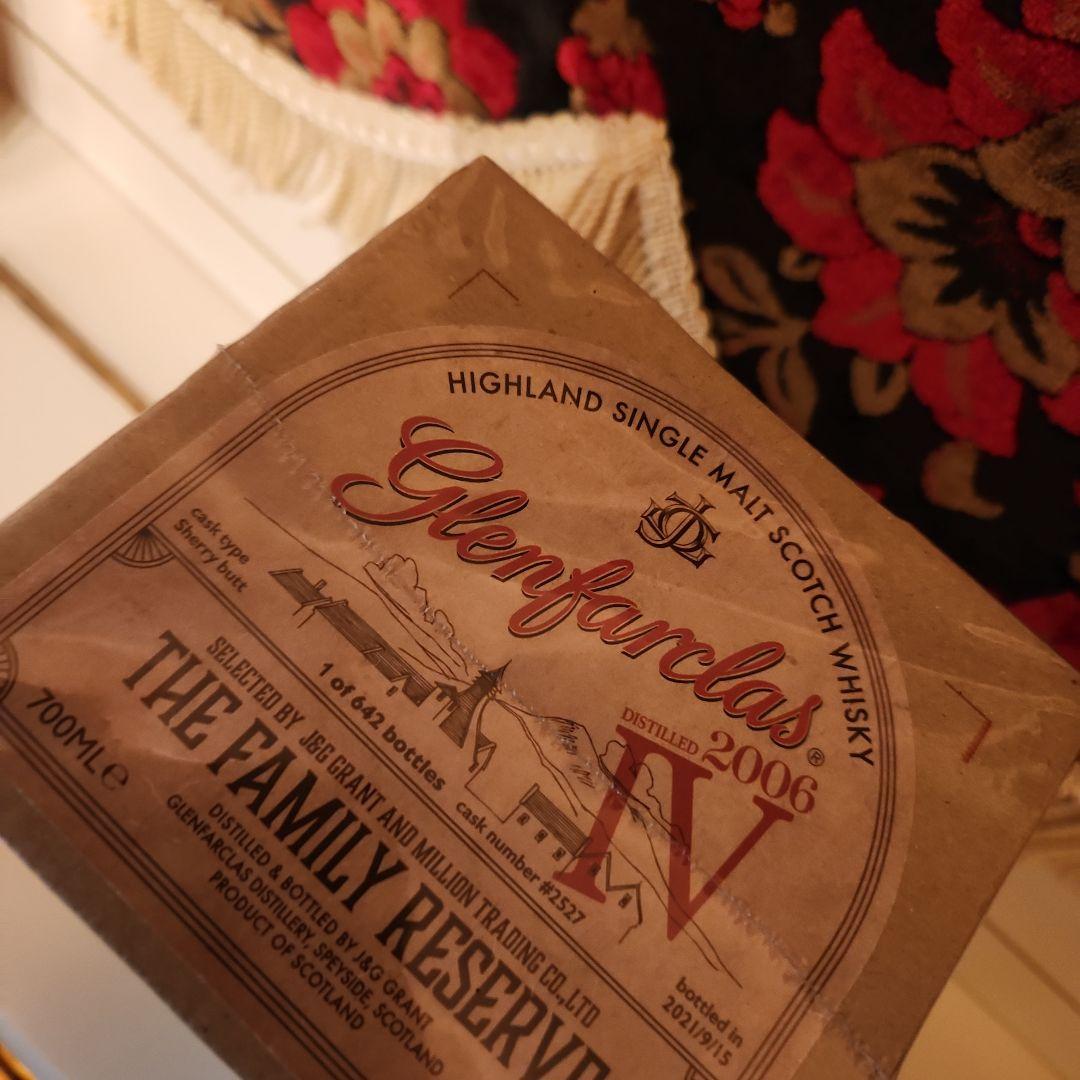 HIGHLAND SINGLE MALT SCOTCH WHISKY
Glenfarclas®
DISTILLED 2006
IV
cask type
Sherry butt
1 of 642 bottles
cask number #2527
bottled in
2021/9/15
SELECTED BY J&G GRANT AND MILLION TRADING CO.,LTD
THE FAMILY RESERVE
700ML ℮
DISTILLED & BOTTLED BY J&G GRANT
GLENFARCLAS DISTILLERY, SPEYSIDE, SCOTLAND
PRODUCT OF SCOTLAND